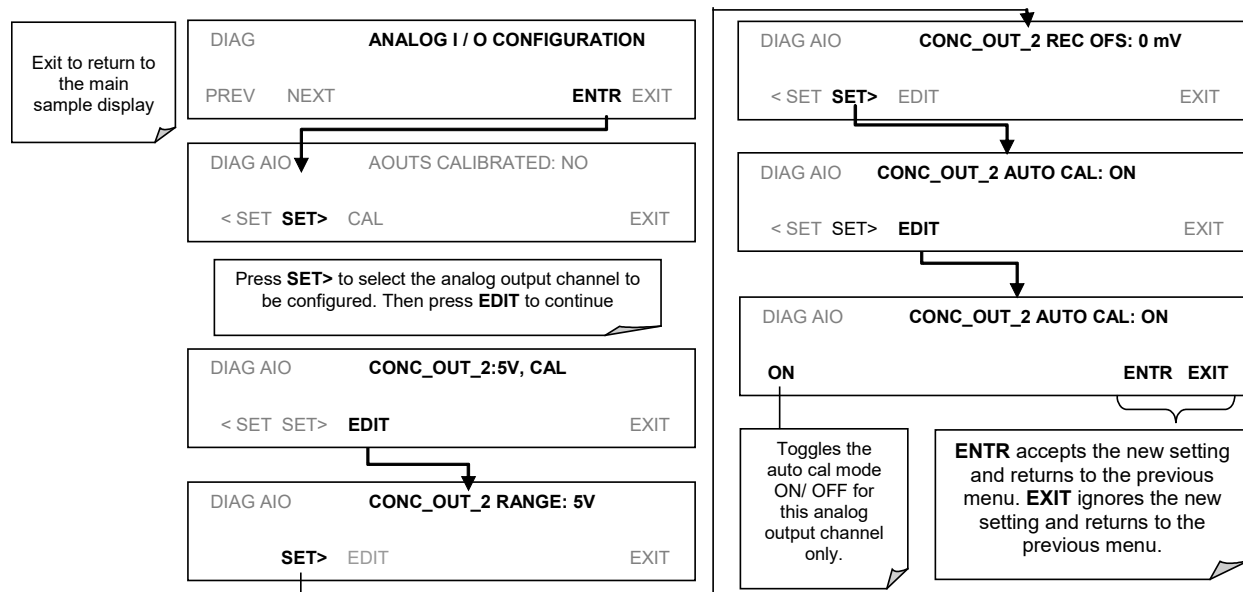 Exit to return to
the main
sample display
DIAG ANALOG I / O CONFIGURATION
PREV NEXT ENTR EXIT
DIAG AIO AOUTS CALIBRATED: NO
< SET SET> CAL EXIT
Press SET> to select the analog output channel to
be configured. Then press EDIT to continue
DIAG AIO CONC_OUT_2:5V, CAL
< SET SET> EDIT EXIT
DIAG AIO CONC_OUT_2 RANGE: 5V
SET> EDIT EXIT
DIAG AIO CONC_OUT_2 REC OFS: 0 mV
< SET SET> EDIT EXIT
DIAG AIO CONC_OUT_2 AUTO CAL: ON
< SET SET> EDIT EXIT
DIAG AIO CONC_OUT_2 AUTO CAL: ON
ON ENTR EXIT
Toggles the
auto cal mode
ON/ OFF for
this analog
output channel
only.
ENTR accepts the new setting
and returns to the previous
menu. EXIT ignores the new
setting and returns to the
previous menu.